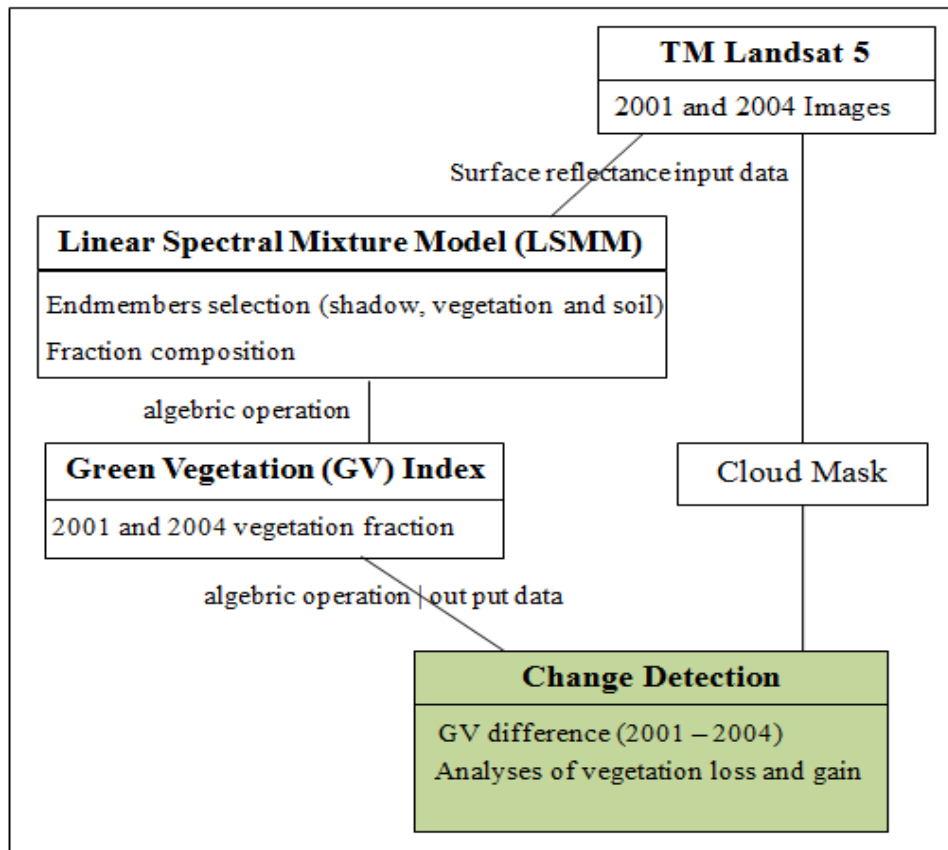 TM Landsat 5
2001 and 2004 Images
Surface reflectance input data
Linear Spectral Mixture Model (LSMM)
Endmembers selection (shadow, vegetation and soil)
Fraction composition
algebric operation
Green Vegetation (GV) Index
2001 and 2004 vegetation fraction
Cloud Mask
algebric operation | out put data
Change Detection
GV difference (2001 – 2004)
Analyses of vegetation loss and gain